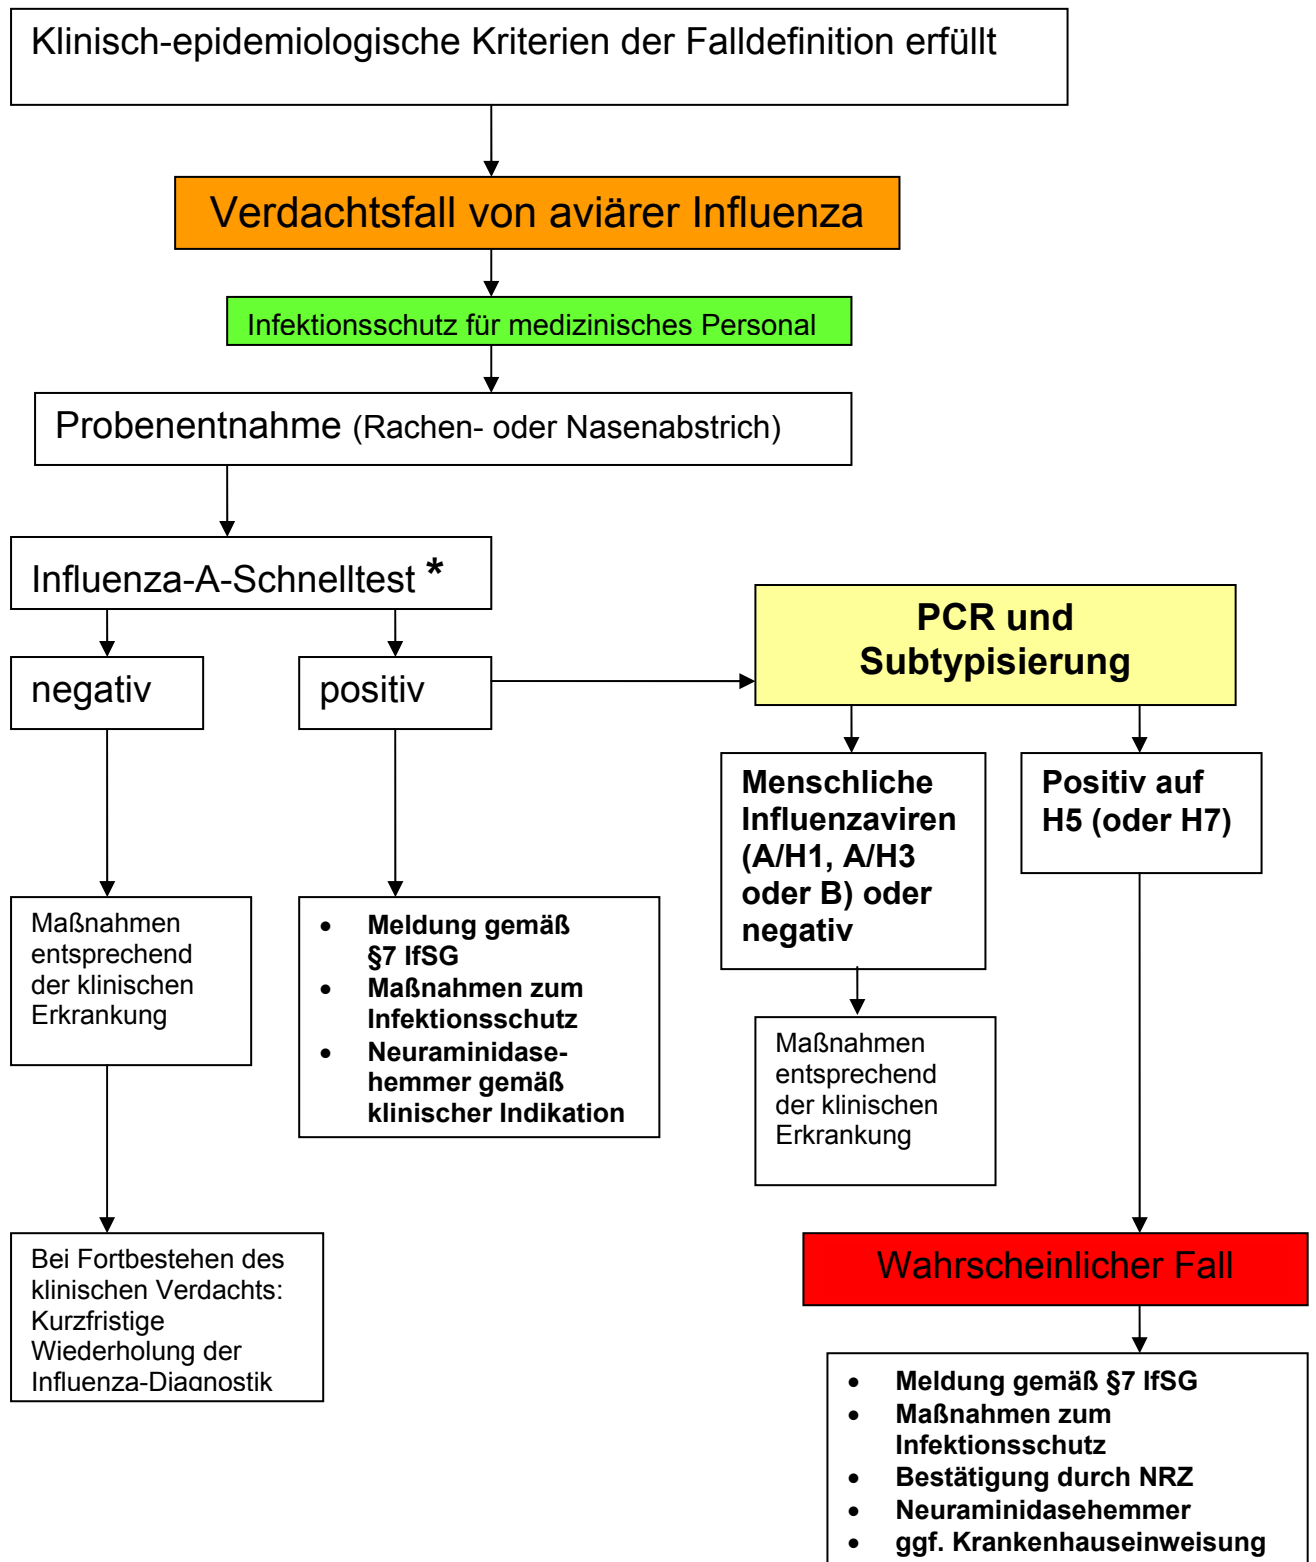 Klinisch-epidemiologische Kriterien der Falldefinition erfüllt
Verdachtsfall von aviärer Influenza
Infektionsschutz für medizinisches Personal
Probenentnahme (Rachen- oder Nasenabstrich)
Influenza-A-Schnelltest *
negativ
positiv
PCR und
Subtypisierung
Menschliche
Influenzaviren
(A/H1, A/H3
oder B) oder
negativ
Positiv auf
H5 (oder H7)
Maßnahmen
entsprechend
der klinischen
Erkrankung
• Meldung gemäß
§7 IfSG
• Maßnahmen zum
Infektionsschutz
• Neuraminidase-
hemmer gemäß
klinischer Indikation
Maßnahmen
entsprechend
der klinischen
Erkrankung
Bei Fortbestehen des
klinischen Verdachts:
Kurzfristige
Wiederholung der
Influenza-Diagnostik
Wahrscheinlicher Fall
• Meldung gemäß §7 IfSG
• Maßnahmen zum
Infektionsschutz
• Bestätigung durch NRZ
• Neuraminidasehemmer
• ggf. Krankenhauseinweisung